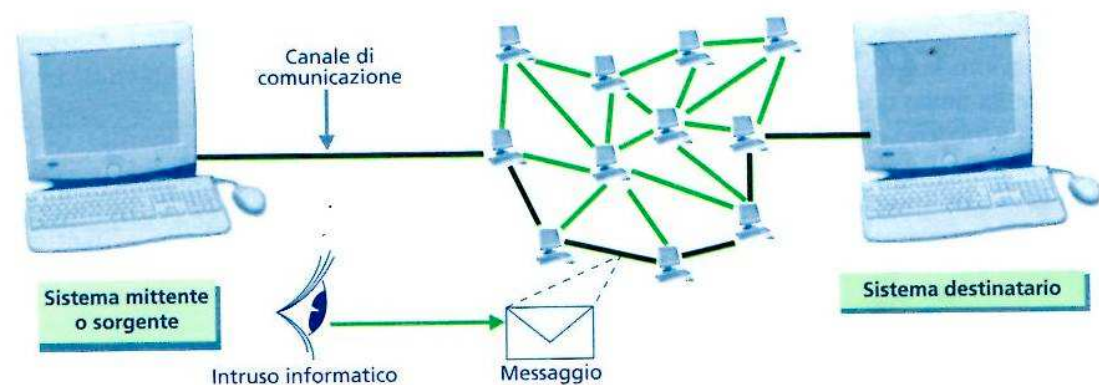 Canale di
comunicazione
Sistema mittente
o sorgente
Intruso informatico
Messaggio
Sistema destinatario